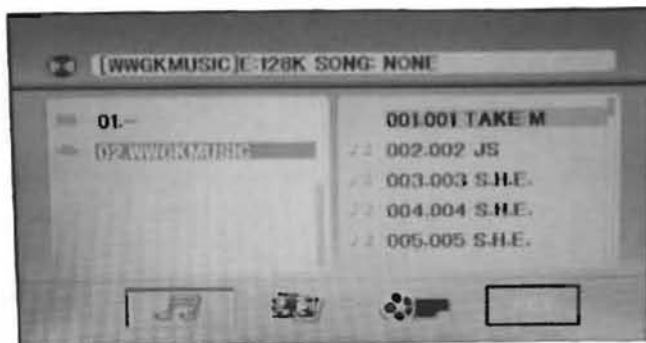 [WWGKMUSIC]E:128K SONG: NONE
01.--
02.WWGKMUSIC
001.001 TAKE M
002.002 JS
003.003 S.H.E.
004.004 S.H.E.
005.005 S.H.E.